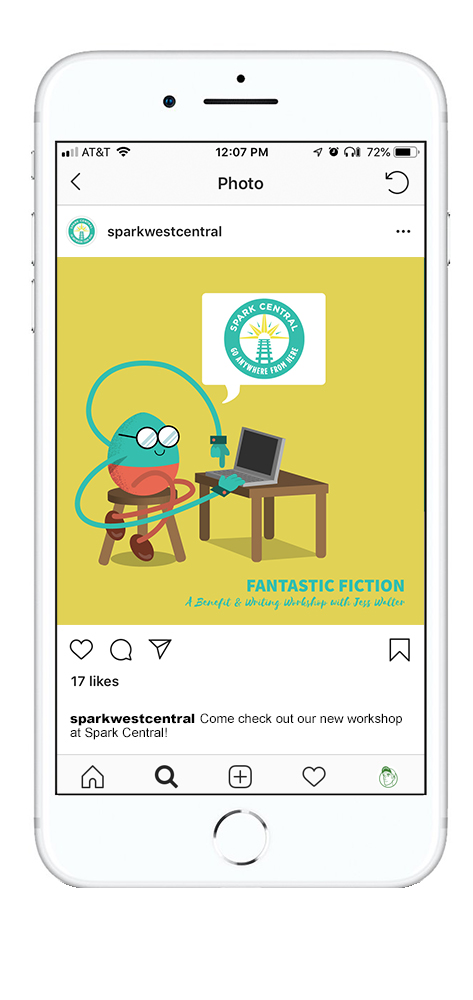 AT&T 12:07 PM 72%
Photo
sparkwestcentral
SPARK CENTRAL
GO ANYWHERE FROM HERE
FANTASTIC FICTION
A Benefit & Writing Workshop with Jess Walter
17 likes
sparkwestcentral Come check out our new workshop
at Spark Central!